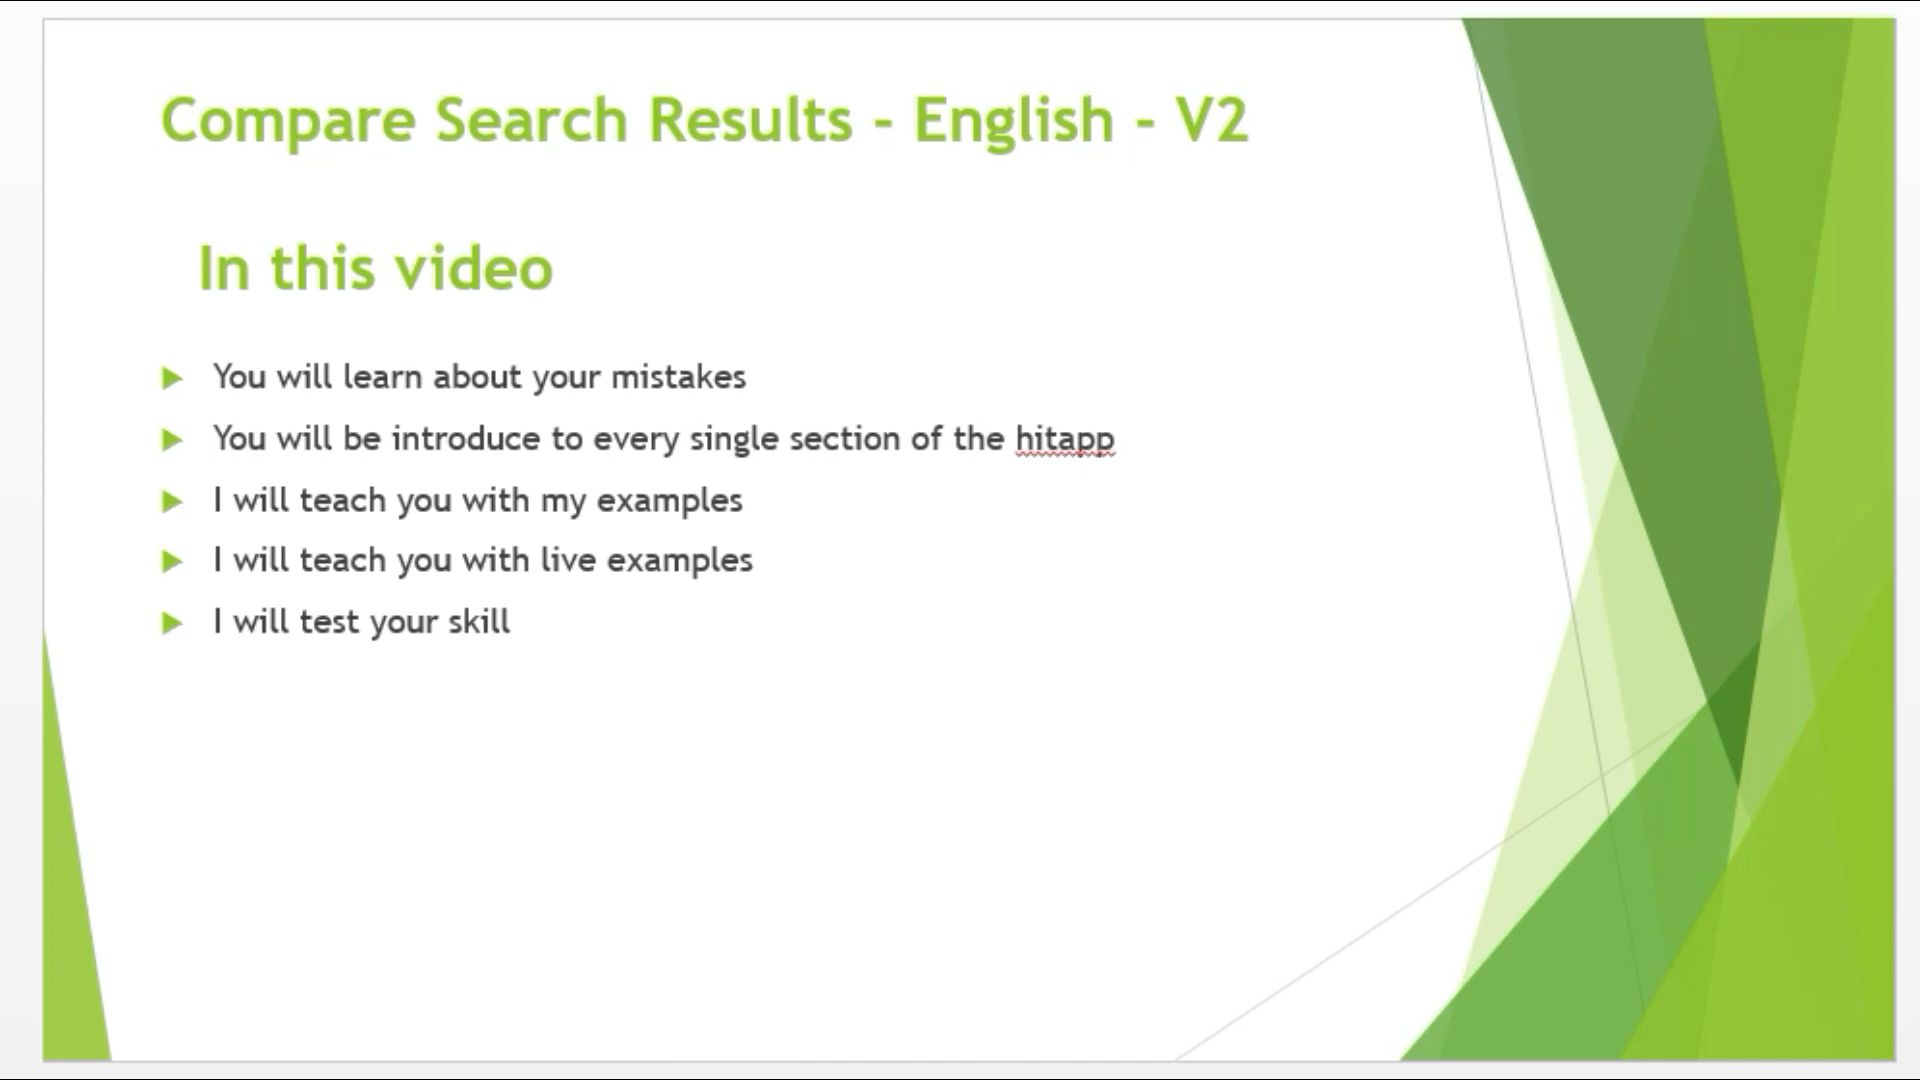 Compare Search Results - English - V2
In this video
You will learn about your mistakes
You will be introduce to every single section of the hitapp
I will teach you with my examples
I will teach you with live examples
I will test your skill